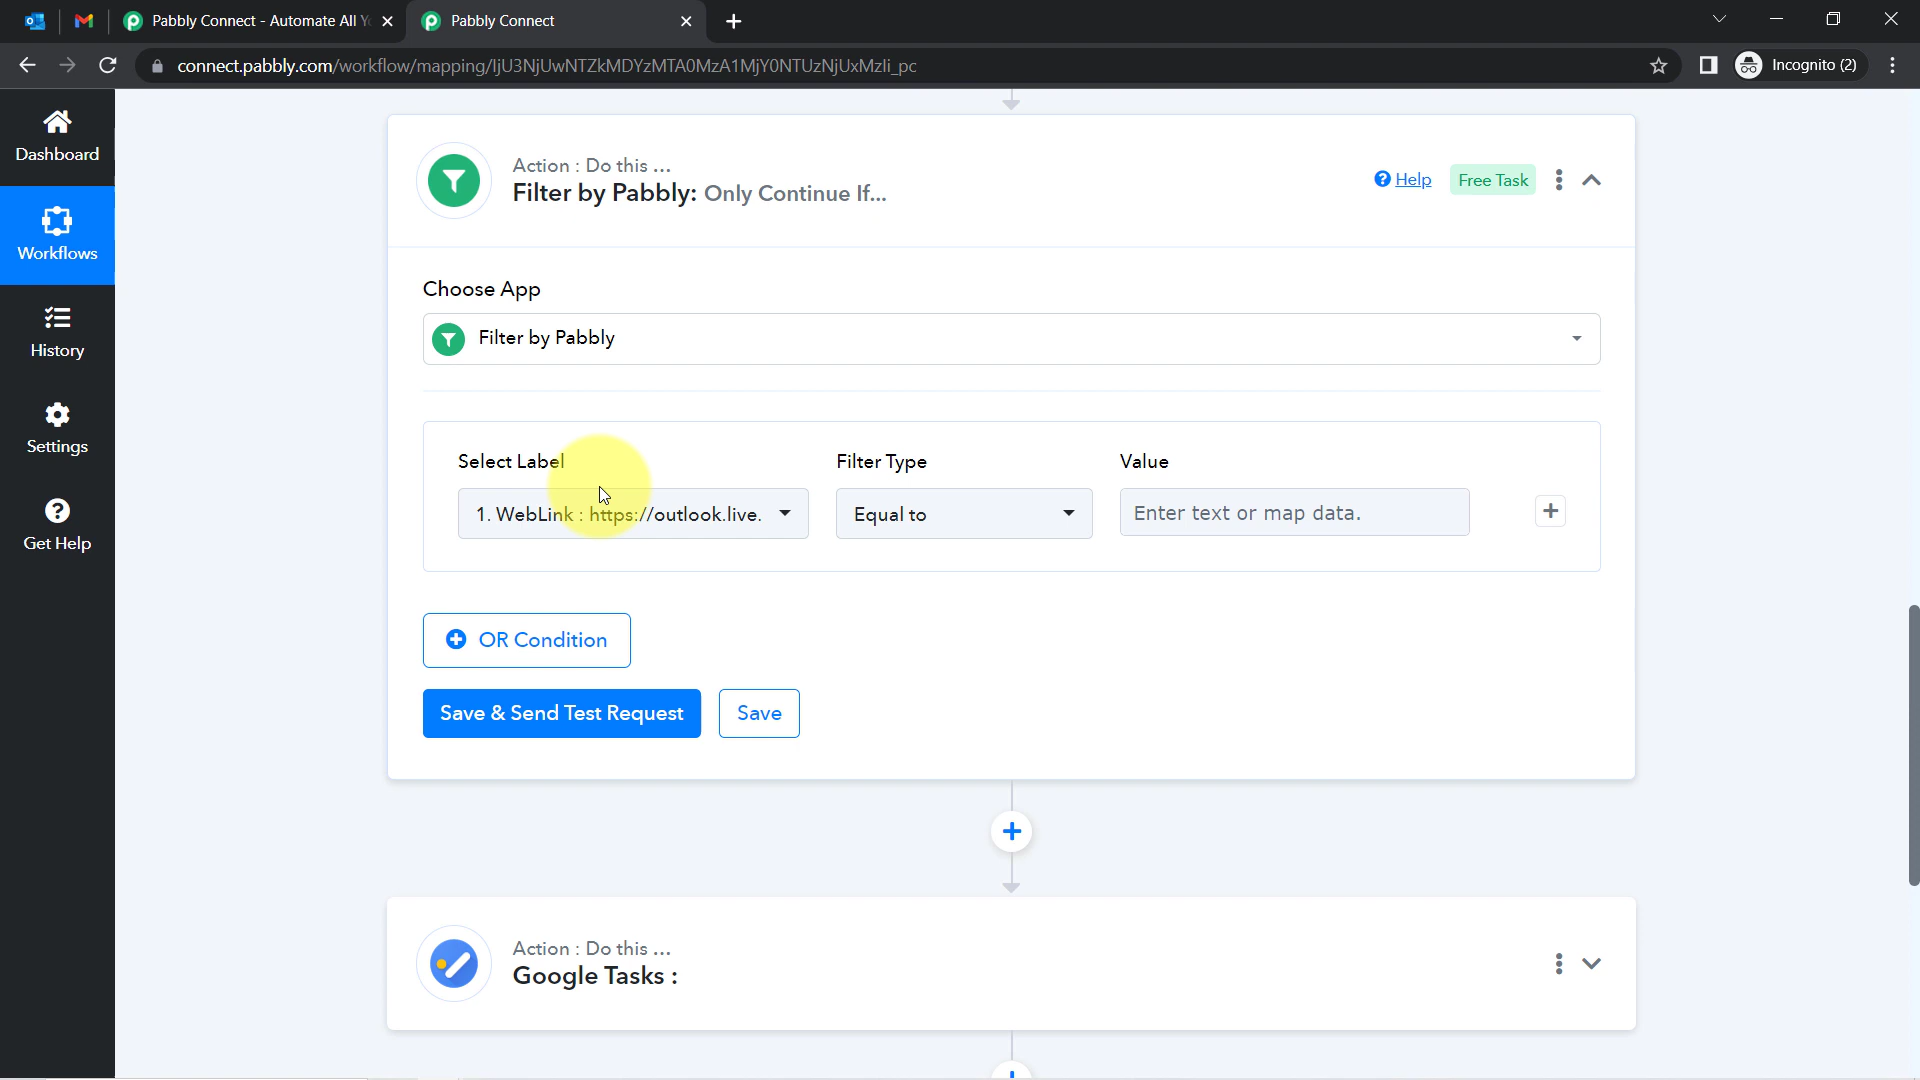 Pabbly Connect - Automate All Y
Pabbly Connect
connect.pabbly.com/workflow/mapping/IjU3NjUwNTZkMDYzMTA0MzA1MjY0NTUzNjUxMzIi_pc
Incognito (2)
Dashboard
Workflows
History
Settings
Get Help
Action : Do this ...
Filter by Pabbly: Only Continue If...
Help
Free Task
Choose App
Filter by Pabbly
Select Label
Filter Type
Value
1. WebLink : https://outlook.live.
Equal to
Enter text or map data.
OR Condition
Save & Send Test Request
Save
Action : Do this ...
Google Tasks :